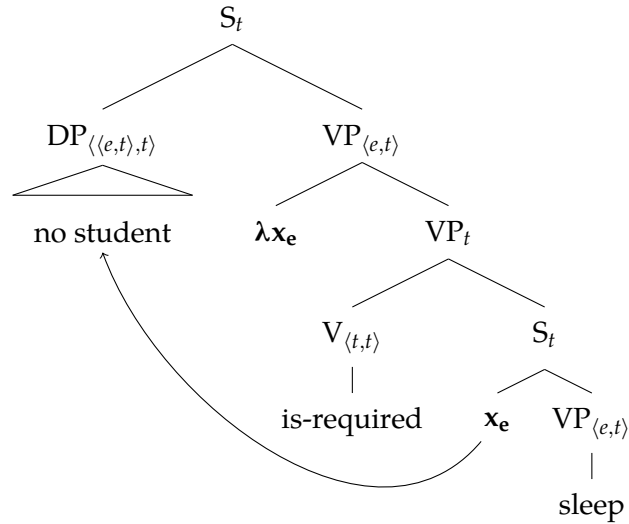 S_t
DP_⟨⟨e,t⟩,t⟩ VP_⟨e,t⟩
no student λx_e VP_t
V_⟨t,t⟩ S_t
is-required x_e VP_⟨e,t⟩
sleep